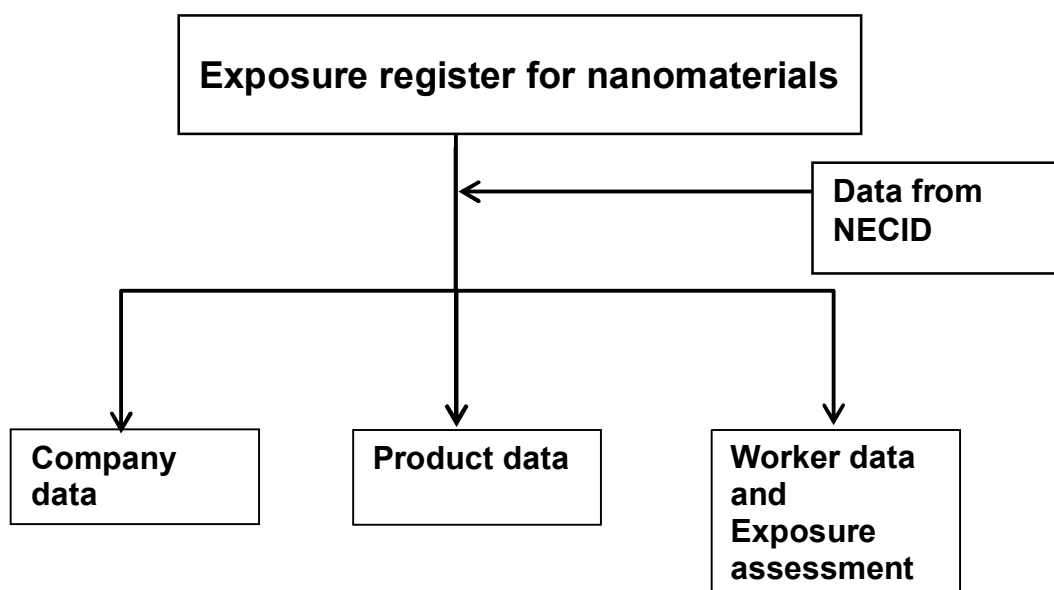 Exposure register for nanomaterials
Data from
NECID
Company
data
Product data
Worker data
and
Exposure
assessment